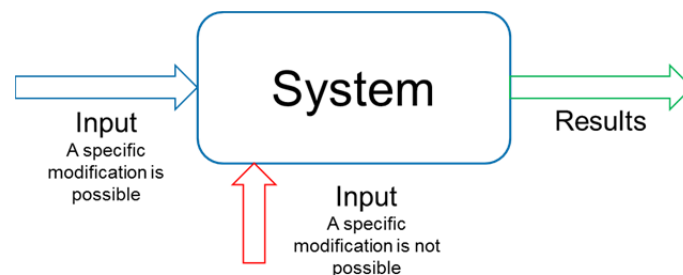 System
Input
A specific
modification is
possible
Results
Input
A specific
modification is not
possible